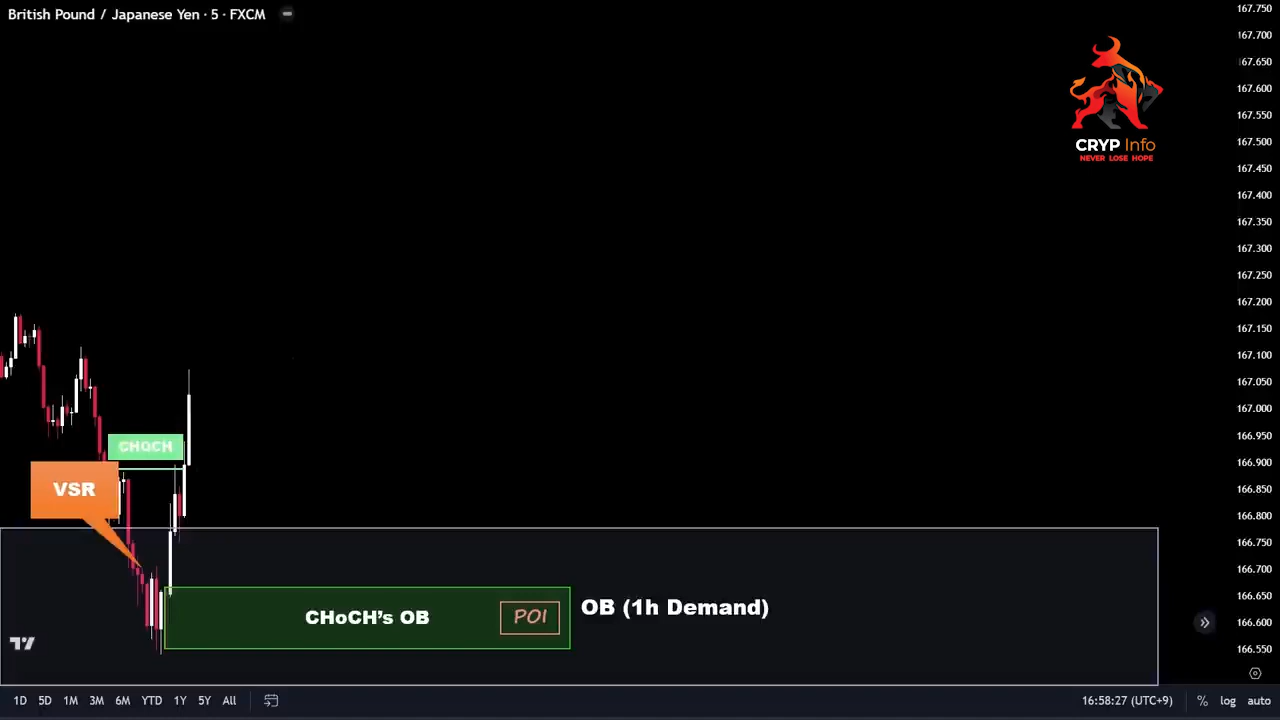 British Pound / Japanese Yen · 5 · FXCM
167.750
167.700
167.650
167.600
167.550
167.500
167.450
167.400
167.350
167.300
167.250
167.200
167.150
167.100
167.050
167.000
166.950
166.900
166.850
166.800
166.750
166.700
166.650
166.600
166.550
CRYP Info
NEVER LOSE HOPE
CHOCH
VSR
CHoCH's OB
POI
OB (1h Demand)
1D 5D 1M 3M 6M YTD 1Y 5Y All
16:58:27 (UTC+9) % log auto